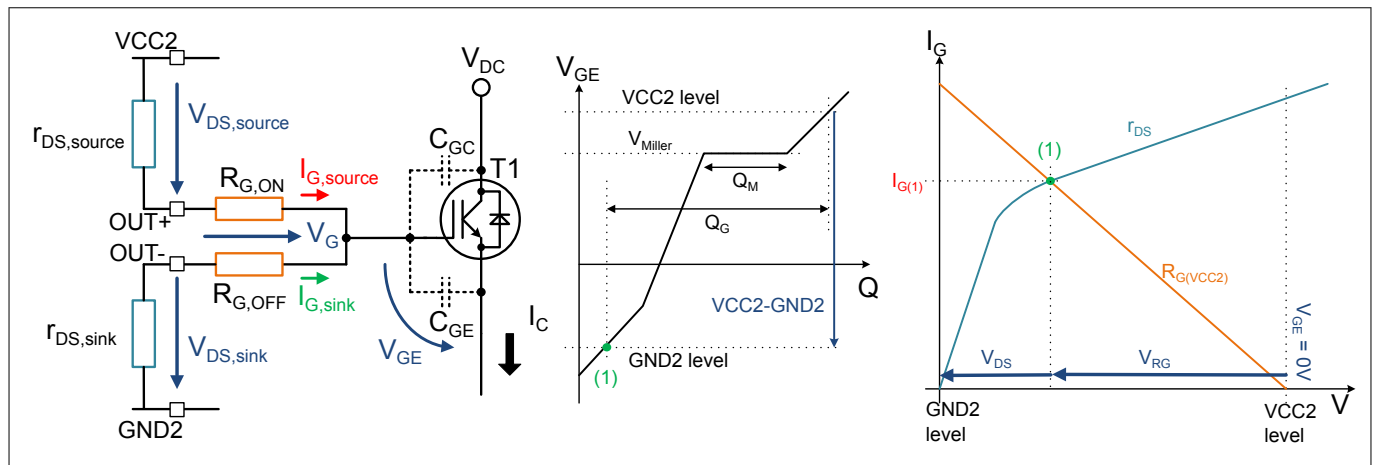 VCC2
V_DS,source
r_DS,source
R_G,ON
I_G,source
OUT+
V_G
OUT-
R_G,OFF
I_G,sink
r_DS,sink
V_DS,sink
GND2
V_DC
C_GC
T1
C_GE
V_GE
I_C
V_GE
VCC2 level
V_Miller
Q_M
Q_G
Q
VCC2-GND2
GND2 level
(1)
I_G
r_DS
(1)
I_G(1)
R_G(VCC2)
V_GE = 0V
V_DS
V_RG
V
GND2
level
VCC2
level